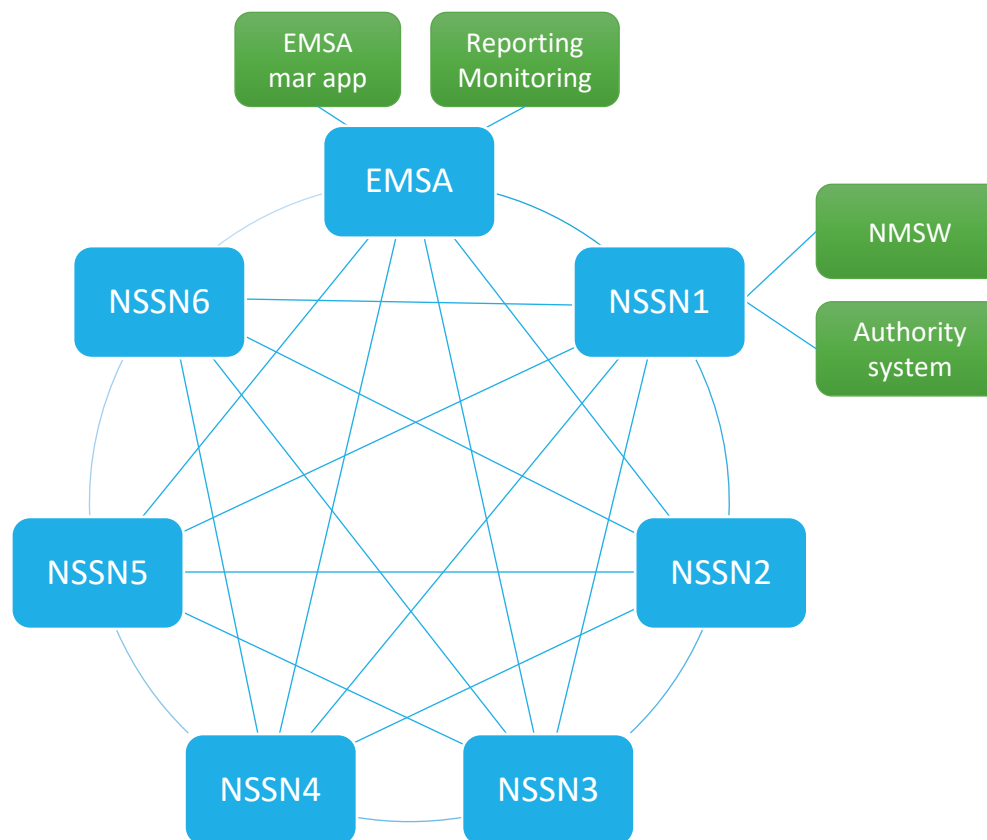 EMSA
mar app
Reporting
Monitoring
EMSA
NMSW
NSSN6
NSSN1
Authority
system
NSSN5
NSSN2
NSSN4
NSSN3